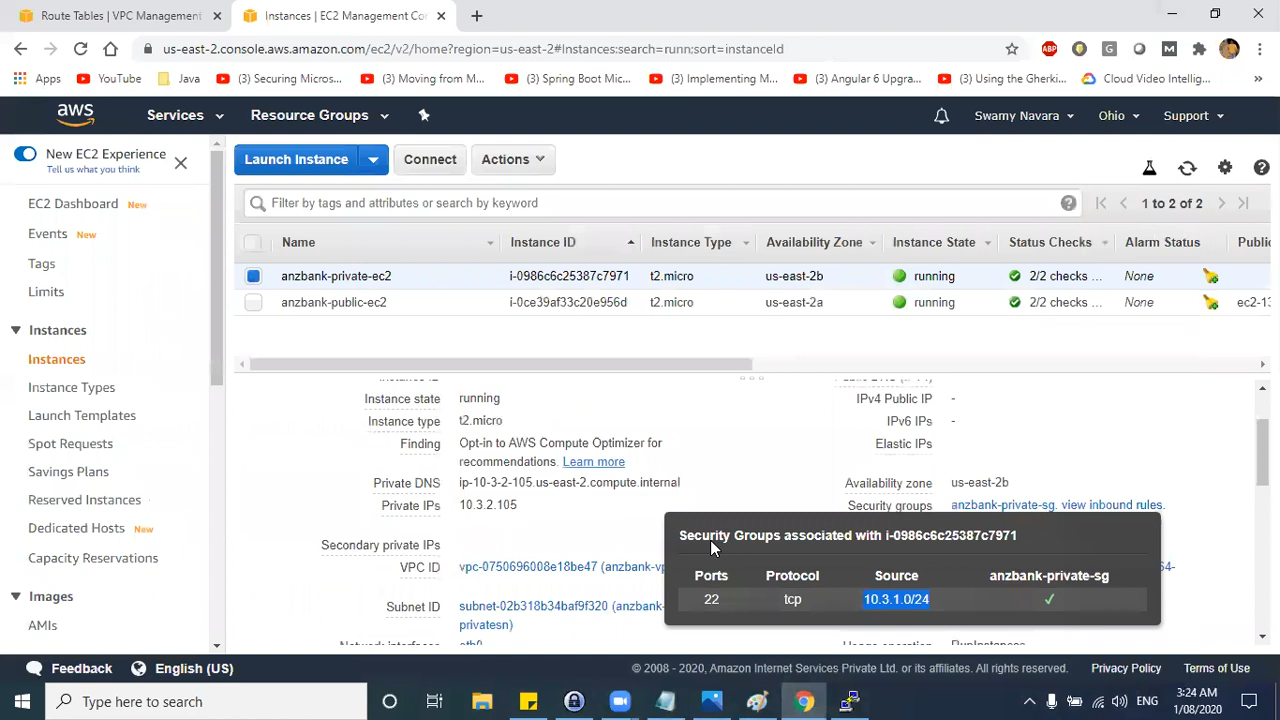 Route Tables | VPC Management
Instances | EC2 Management Con
us-east-2.console.aws.amazon.com/ec2/v2/home?region=us-east-2#Instances:search=runn;sort=instanceId
ABP
G
M
Apps
YouTube
Java
(3) Securing Micros...
(3) Moving from M...
(3) Spring Boot Mic...
(3) Implementing M...
(3) Angular 6 Upgra...
(3) Using the Gherki...
Cloud Video Intellig...
aws
Services
Resource Groups
Swamy Navara
Ohio
Support
New EC2 Experience
Tell us what you think
EC2 Dashboard New
Events New
Tags
Limits
Instances
Instances
Instance Types
Launch Templates
Spot Requests
Savings Plans
Reserved Instances
Dedicated Hosts New
Capacity Reservations
Images
AMIs
Launch Instance
Connect
Actions
Filter by tags and attributes or search by keyword
1 to 2 of 2
Name Instance ID Instance Type Availability Zone Instance State Status Checks Alarm Status Public
anzbank-private-ec2 i-0986c6c25387c7971 t2.micro us-east-2b running 2/2 checks ... None
anzbank-public-ec2 i-0ce39af33c20e956d t2.micro us-east-2a running 2/2 checks ... None ec2-13
Instance state running IPv4 Public IP -
Instance type t2.micro IPv6 IPs -
Finding Opt-in to AWS Compute Optimizer for Elastic IPs
recommendations. Learn more
Private DNS ip-10-3-2-105.us-east-2.compute.internal Availability zone us-east-2b
Private IPs 10.3.2.105 Security groups anzbank-private-sg. view inbound rules.
Secondary private IPs
VPC ID vpc-0750696008e18be47 (anzbank-vp 64-
Subnet ID subnet-02b318b34baf9f320 (anzbank-
privatesn)
Security Groups associated with i-0986c6c25387c7971
Ports Protocol Source anzbank-private-sg
22 tcp 10.3.1.0/24 ✓
Feedback
English (US)
© 2008 - 2020, Amazon Internet Services Private Ltd. or its affiliates. All rights reserved.
Privacy Policy
Terms of Use
Type here to search
ENG
3:24 AM
1/08/2020